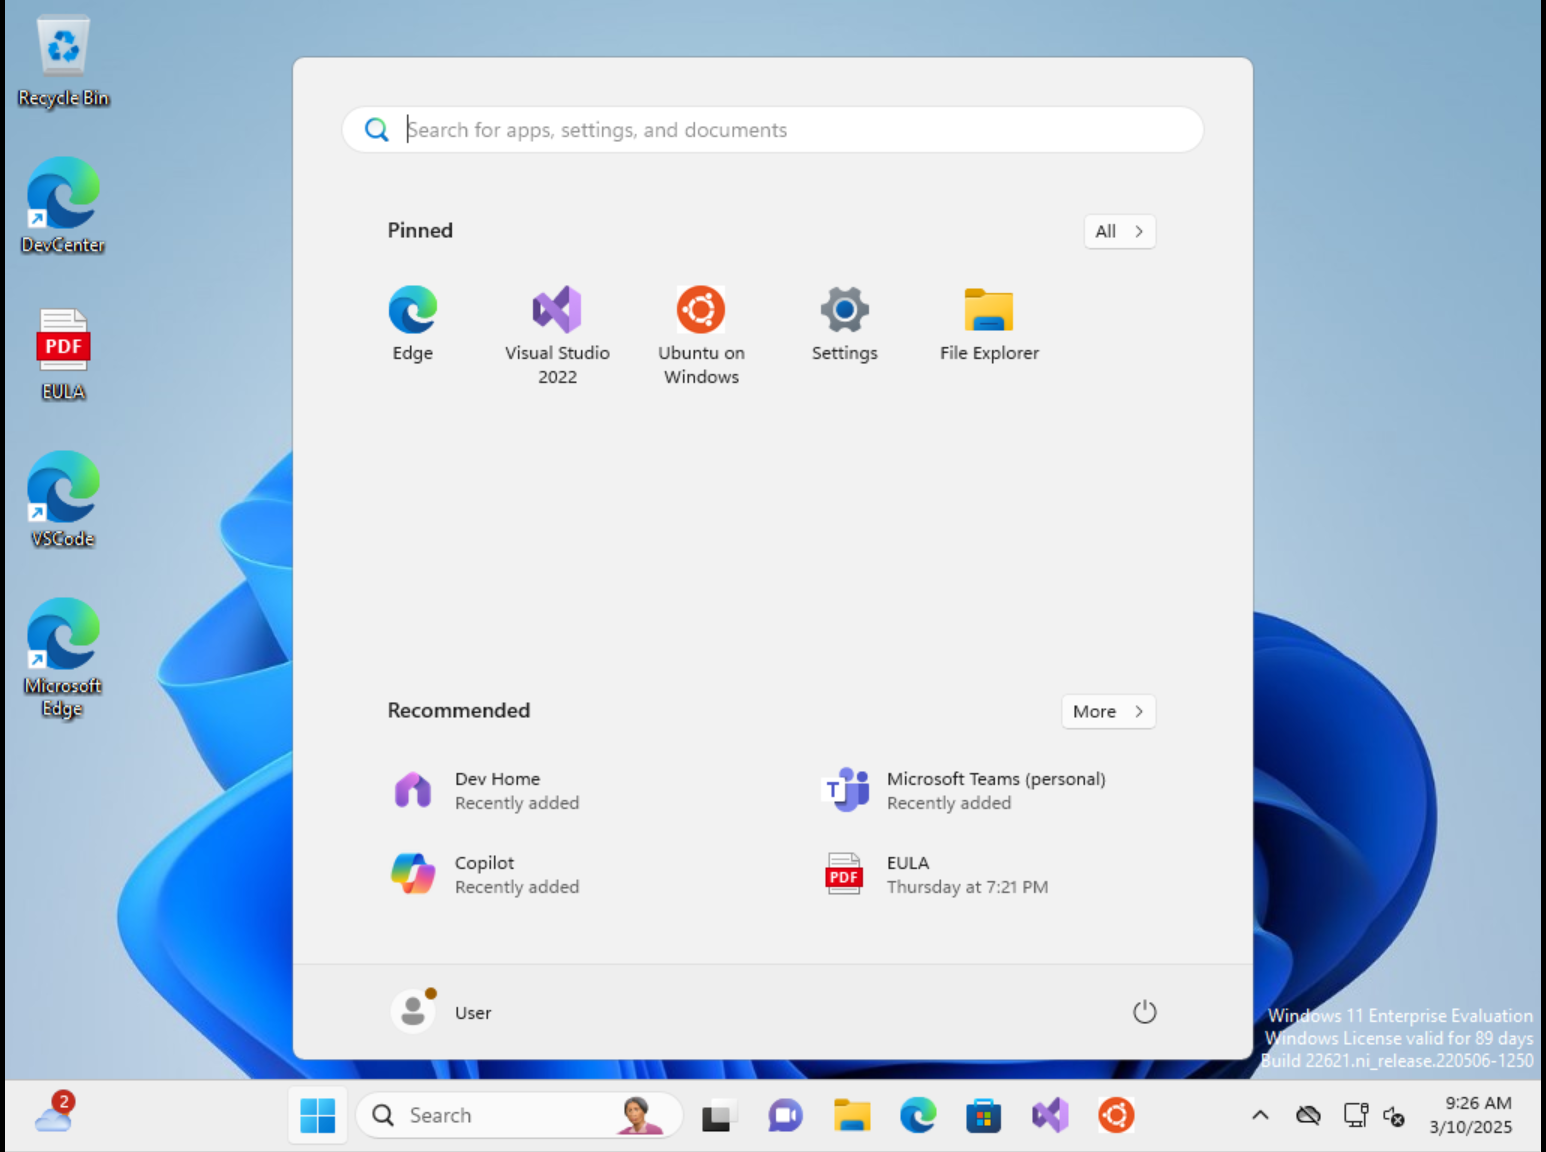 Recycle Bin
DevCenter
PDF
EULA
VSCode
Microsoft
Edge
Search for apps, settings, and documents
Pinned
All
Edge
Visual Studio
2022
Ubuntu on
Windows
Settings
File Explorer
Recommended
More
Dev Home
Recently added
T
Microsoft Teams (personal)
Recently added
Copilot
Recently added
PDF
EULA
Thursday at 7:21 PM
User
Windows 11 Enterprise Evaluation
Windows License valid for 89 days
Build 22621.ni_release.220506-1250
2
Search
9:26 AM
3/10/2025